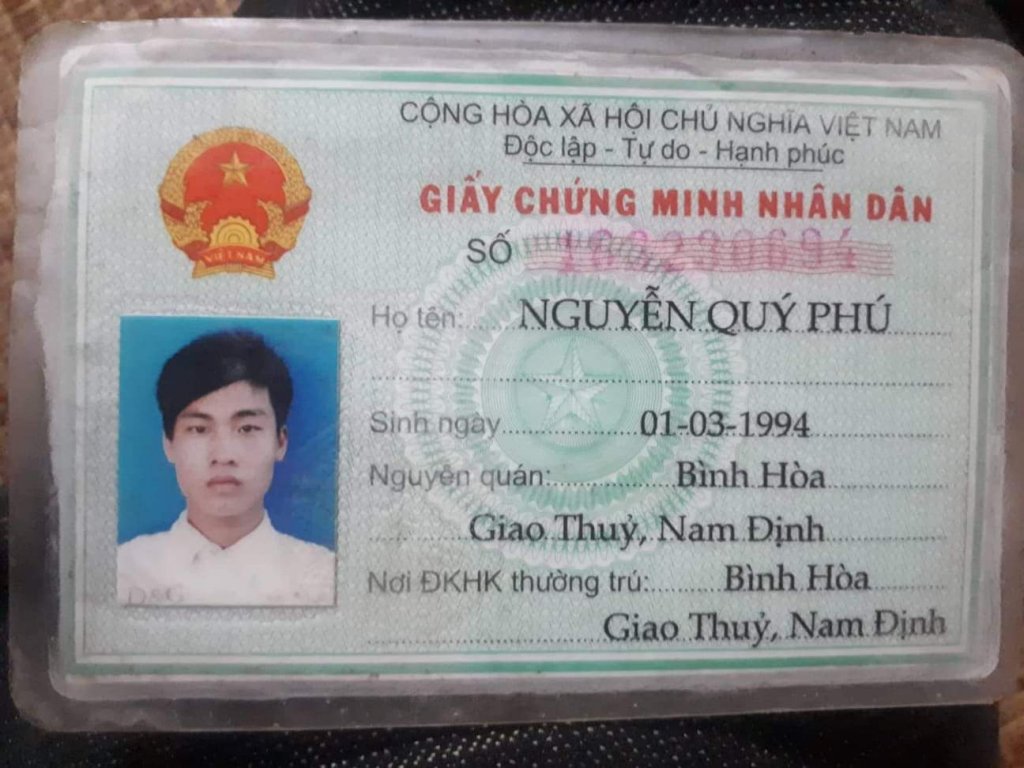 CỘNG HÒA XÃ HỘI CHỦ NGHĨA VIỆT NAM
Độc lập - Tự do - Hạnh phúc
GIẤY CHỨNG MINH NHÂN DÂN
SỐ
VIỆT NAM
Họ tên: NGUYỄN QUÝ PHÚ
Sinh ngày 01-03-1994
Nguyên quán: Bình Hòa
Giao Thuỷ, Nam Định
Nơi ĐKHK thường trú: Bình Hòa
Giao Thuỷ, Nam Định